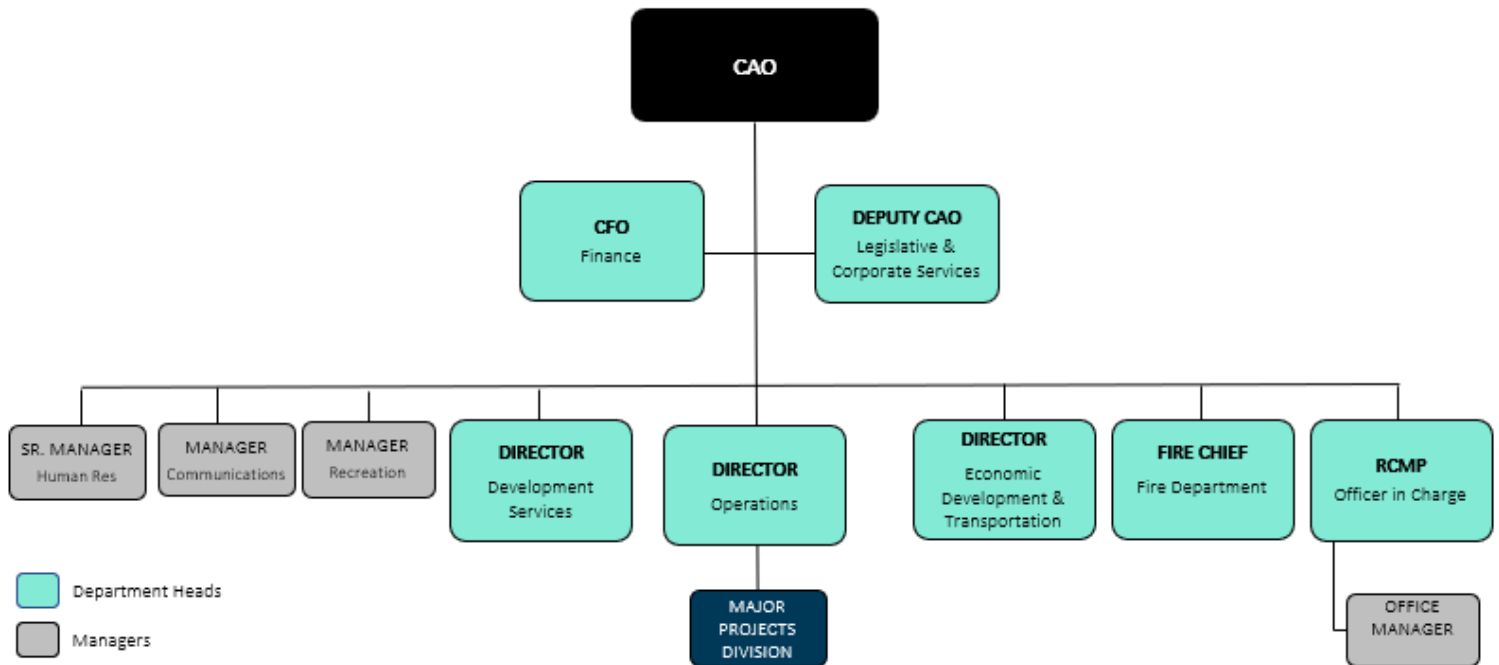 CAO
CFO
Finance
DEPUTY CAO
Legislative &
Corporate Services
SR. MANAGER
Human Res
MANAGER
Communications
MANAGER
Recreation
DIRECTOR
Development
Services
DIRECTOR
Operations
DIRECTOR
Economic
Development &
Transportation
FIRE CHIEF
Fire Department
RCMP
Officer in Charge
MAJOR
PROJECTS
DIVISION
OFFICE
MANAGER
Department Heads
Managers